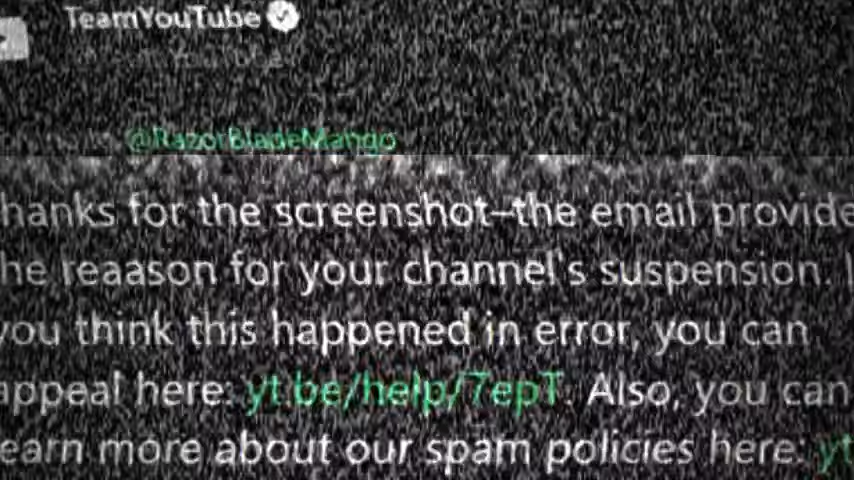 TeamYouTube
@RazorBladeMango
hanks for the screenshot–the email provide
he reaason for your channel's suspension. I
you think this happened in error, you can
appeal here: yt.be/help/7epT. Also, you can
earn more about our spam policies here: yt